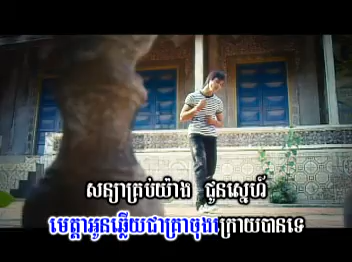 សន្យាគ្រប់យ៉ាង ជូនស្នេហ៍
មេត្តាអូនឆ្លើយជាគ្រាចុងក្រោយបានទេ